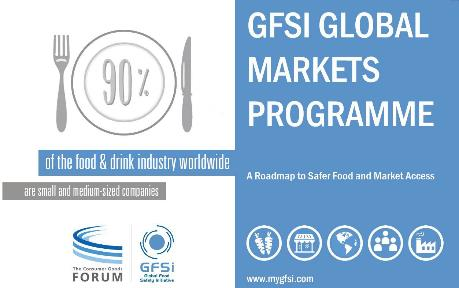 90%
of the food & drink industry worldwide
are small and medium-sized companies
The Consumer Goods
FORUM
GFSi
Global Food
Safety Initiative
GFSI GLOBAL
MARKETS
PROGRAMME
A Roadmap to Safer Food and Market Access
www.mygfsi.com